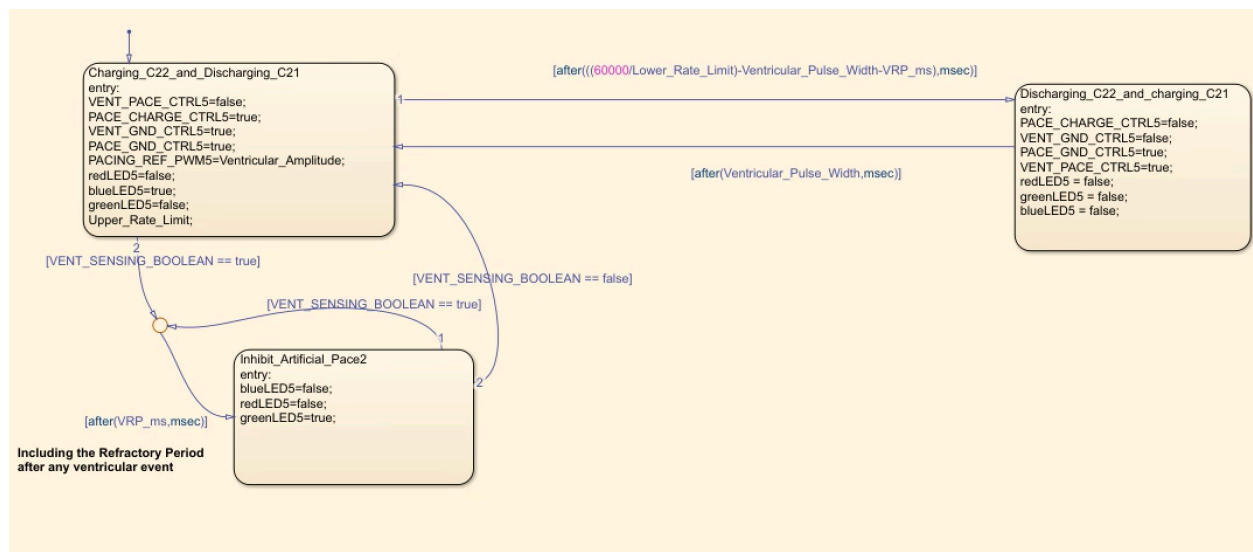 Charging_C22_and_Discharging_C21
entry:
VENT_PACE_CTRL5=false;
PACE_CHARGE_CTRL5=true;
VENT_GND_CTRL5=true;
PACE_GND_CTRL5=true;
PACING_REF_PWM5=Ventricular_Amplitude;
redLED5=false;
blueLED5=true;
greenLED5=false;
Upper_Rate_Limit;
1
[after(((60000/Lower_Rate_Limit)-Ventricular_Pulse_Width-VRP_ms),msec)]
Discharging_C22_and_charging_C21
entry:
PACE_CHARGE_CTRL5=false;
VENT_GND_CTRL5=false;
PACE_GND_CTRL5=true;
VENT_PACE_CTRL5=true;
redLED5 = false;
greenLED5 = false;
blueLED5 = false;
[after(Ventricular_Pulse_Width,msec)]
2
[VENT_SENSING_BOOLEAN == true]
[VENT_SENSING_BOOLEAN == false]
[VENT_SENSING_BOOLEAN == true]
1
Inhibit_Artificial_Pace2
entry:
blueLED5=false;
redLED5=false;
greenLED5=true;
2
[after(VRP_ms,msec)]
Including the Refractory Period
after any ventricular event